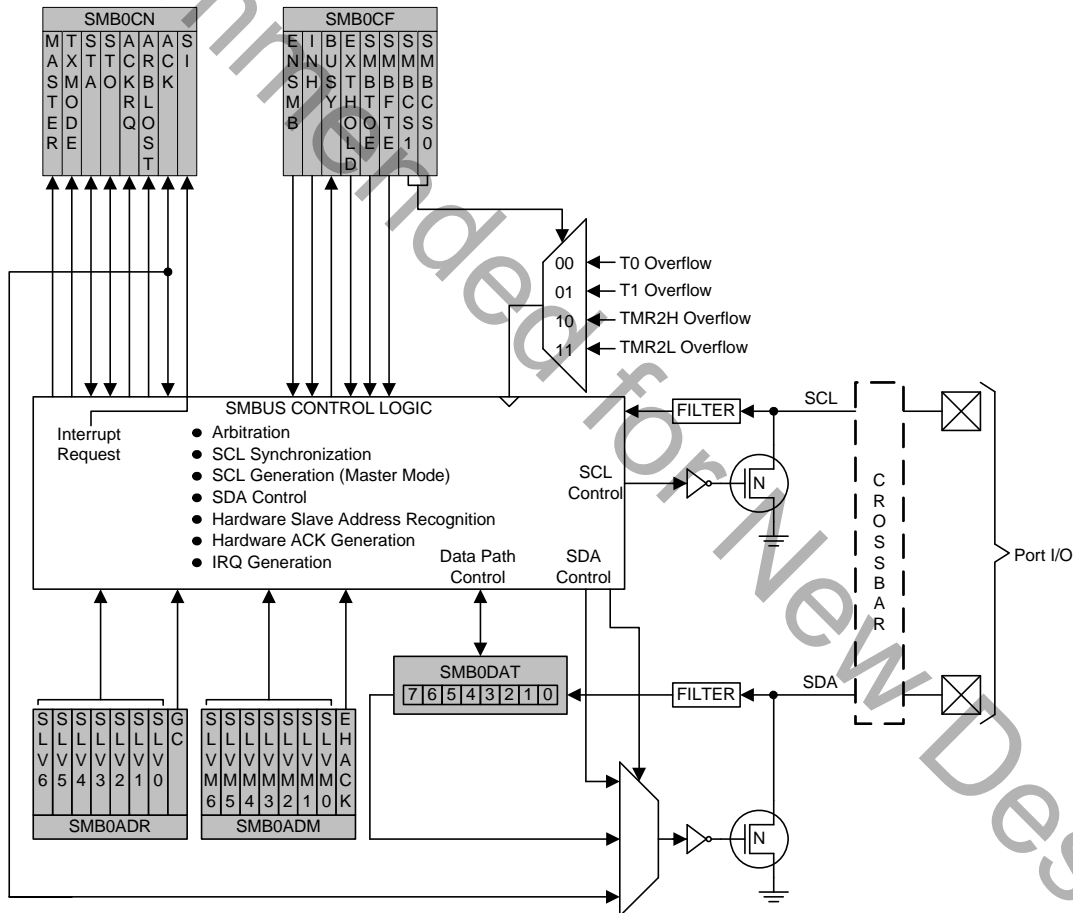 SMB0CN
MASTER
TXMODE
STA
STO
ACKRQ
ARBLOST
ACK
SI
SMB0CF
ENSMB
INH
BUSY
EXTHOLD
SMBTOE
SMBFTE
SMBCS1
SMBCS0
00
T0 Overflow
01
T1 Overflow
10
TMR2H Overflow
11
TMR2L Overflow
SMBUS CONTROL LOGIC
Interrupt
Request
● Arbitration
● SCL Synchronization
● SCL Generation (Master Mode)
● SDA Control
● Hardware Slave Address Recognition
● Hardware ACK Generation
● IRQ Generation
Data Path
Control
SCL
Control
SDA
Control
FILTER
SCL
N
CROSSBAR
Port I/O
SMB0DAT
7 6 5 4 3 2 1 0
FILTER
SDA
N
SLV6
SLV5
SLV4
SLV3
SLV2
SLV1
SLV0
GC
SMB0ADR
SLVM6
SLVM5
SLVM4
SLVM3
SLVM2
SLVM1
SLVM0
EHACK
SMB0ADM
nmended for New Des